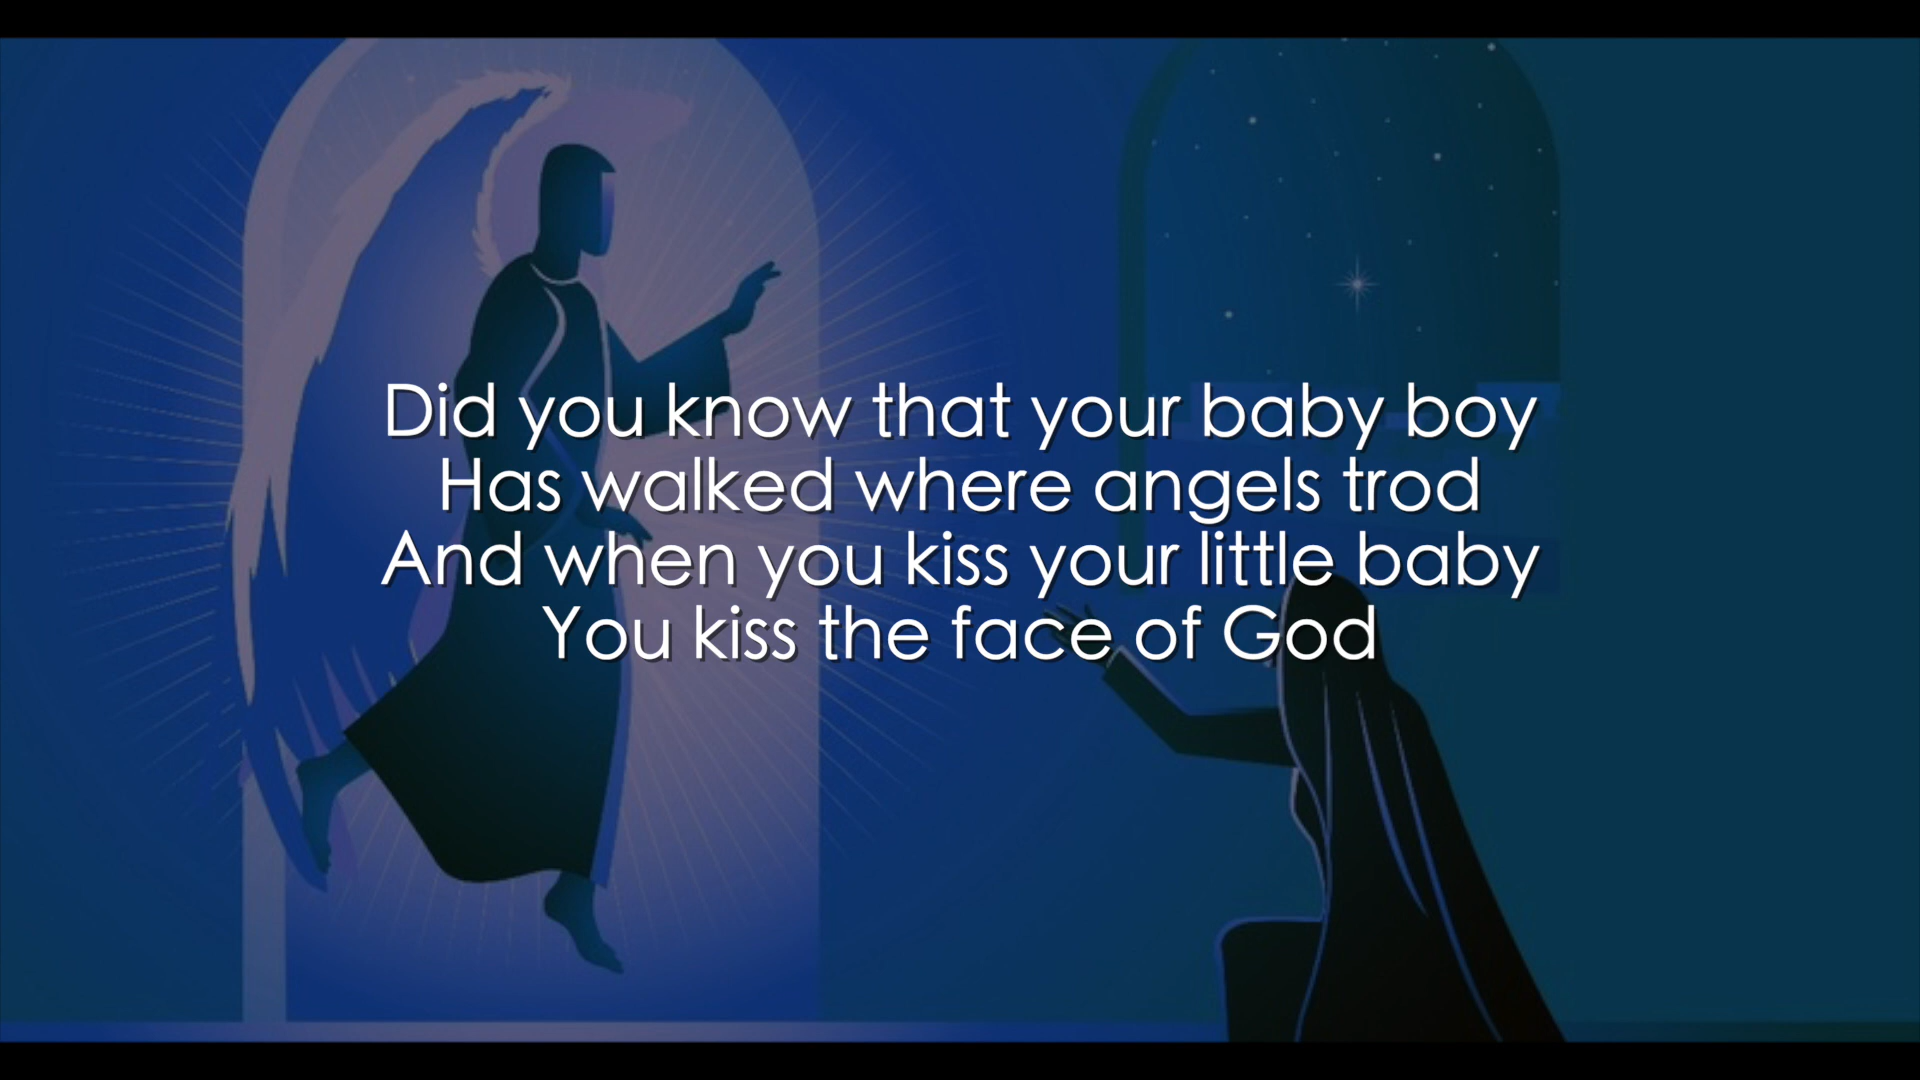 Did you know that your baby boy
Has walked where angels trod
And when you kiss your little baby
You kiss the face of God